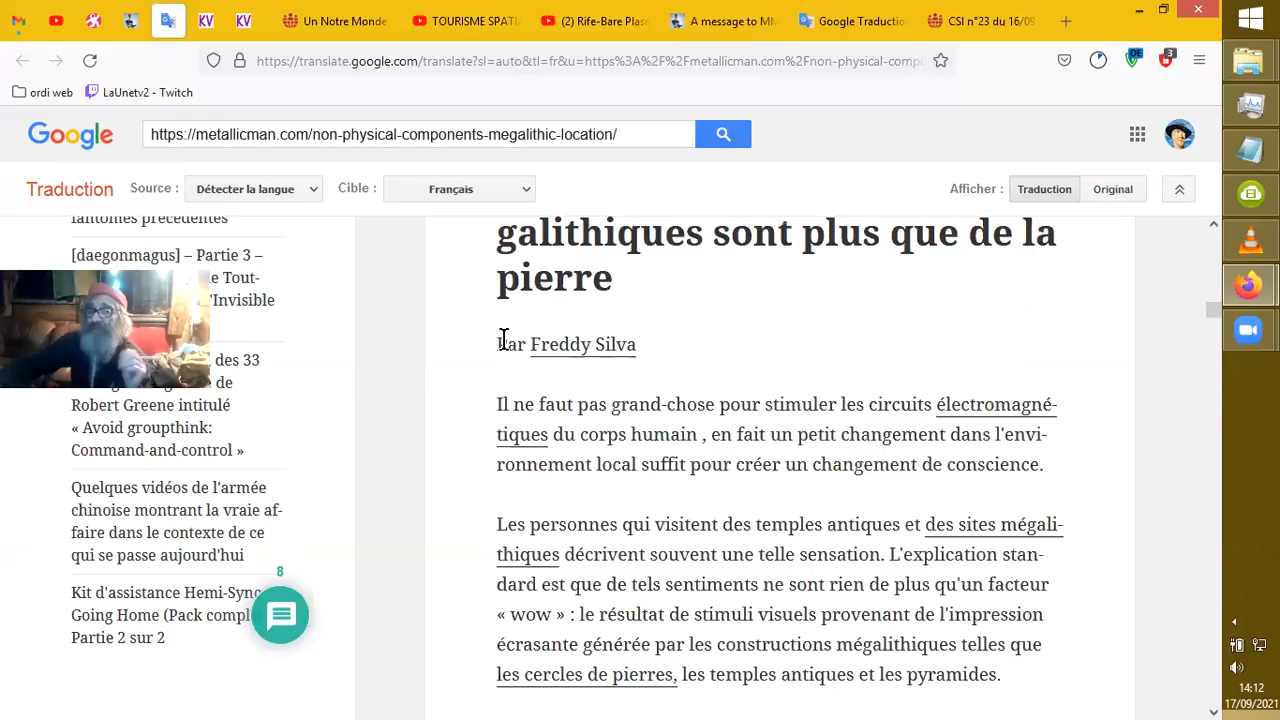 Un Notre Monde
TOURISME SPATI
(2) Rife-Bare Plasm
A message to MM
Google Traduction
CSI n°23 du 16/09
https://translate.google.com/translate?sl=auto&tl=fr&u=https%3A%2F%2Fmetallicman.com%2Fnon-physical-compo
DE
3
ordi web
LaUnetv2 - Twitch
Google
https://metallicman.com/non-physical-components-megalithic-location/
Traduction
Source :
Détecter la langue
Cible :
Français
Afficher :
Traduction
Original
fantômes précédentes
[daegonmagus] – Partie 3 –
e Tout-
l'Invisible
des 33
de
Robert Greene intitulé
« Avoid groupthink:
Command-and-control »
Quelques vidéos de l'armée
chinoise montrant la vraie af-
faire dans le contexte de ce
qui se passe aujourd'hui
Kit d'assistance Hemi-Sync
Going Home (Pack compl
Partie 2 sur 2
8
galithiques sont plus que de la
pierre
Par Freddy Silva
Il ne faut pas grand-chose pour stimuler les circuits électromagné-
tiques du corps humain , en fait un petit changement dans l'envi-
ronnement local suffit pour créer un changement de conscience.
Les personnes qui visitent des temples antiques et des sites mégali-
thiques décrivent souvent une telle sensation. L'explication stan-
dard est que de tels sentiments ne sont rien de plus qu'un facteur
« wow » : le résultat de stimuli visuels provenant de l'impression
écrasante générée par les constructions mégalithiques telles que
les cercles de pierres, les temples antiques et les pyramides.
14:12
17/09/2021